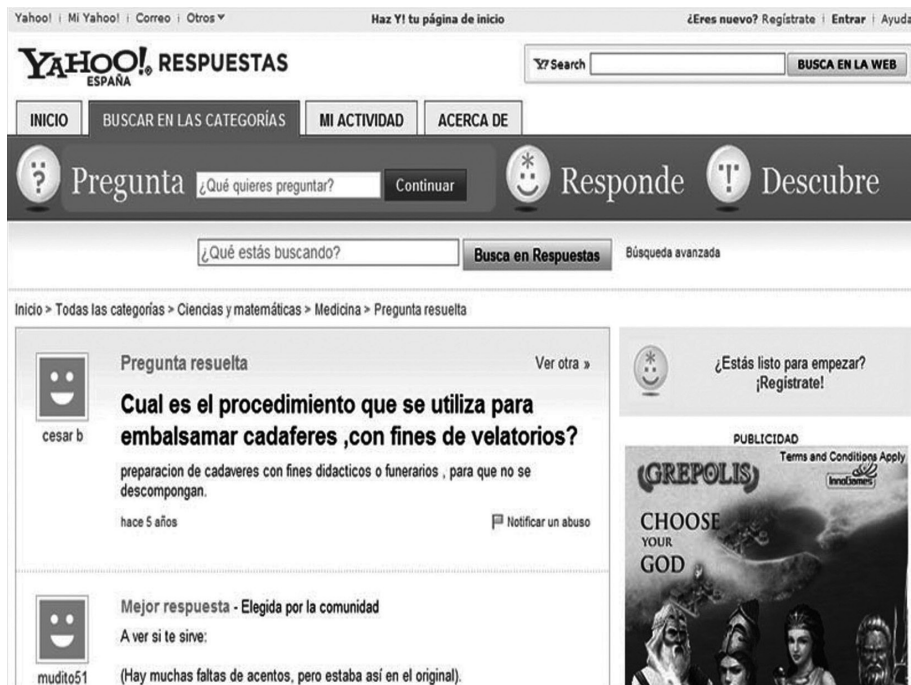 Yahoo! Mi Yahoo! Correo Otros Haz Y! tu página de inicio ¿Eres nuevo? Regístrate Entrar Ayuda
YAHOO! RESPUESTAS
ESPAÑA
Y! Search BUSCA EN LA WEB
INICIO BUSCAR EN LAS CATEGORÍAS MI ACTIVIDAD ACERCA DE
Pregunta ¿Qué quieres preguntar? Continuar Responde Descubre
¿Qué estás buscando? Busca en Respuestas Búsqueda avanzada
Inicio > Todas las categorías > Ciencias y matemáticas > Medicina > Pregunta resuelta
Pregunta resuelta Ver otra »
Cual es el procedimiento que se utiliza para
embalsamar cadaferes ,con fines de velatorios?
cesar b
preparacion de cadaveres con fines didacticos o funerarios , para que no se
descompongan.
hace 5 años Notificar un abuso
Mejor respuesta - Elegida por la comunidad
A ver si te sirve:
mudito51
(Hay muchas faltas de acentos, pero estaba así en el original).
¿Estás listo para empezar?
¡Regístrate!
PUBLICIDAD
Terms and Conditions Apply
GREPOLIS
InnoGames
CHOOSE
YOUR
GOD